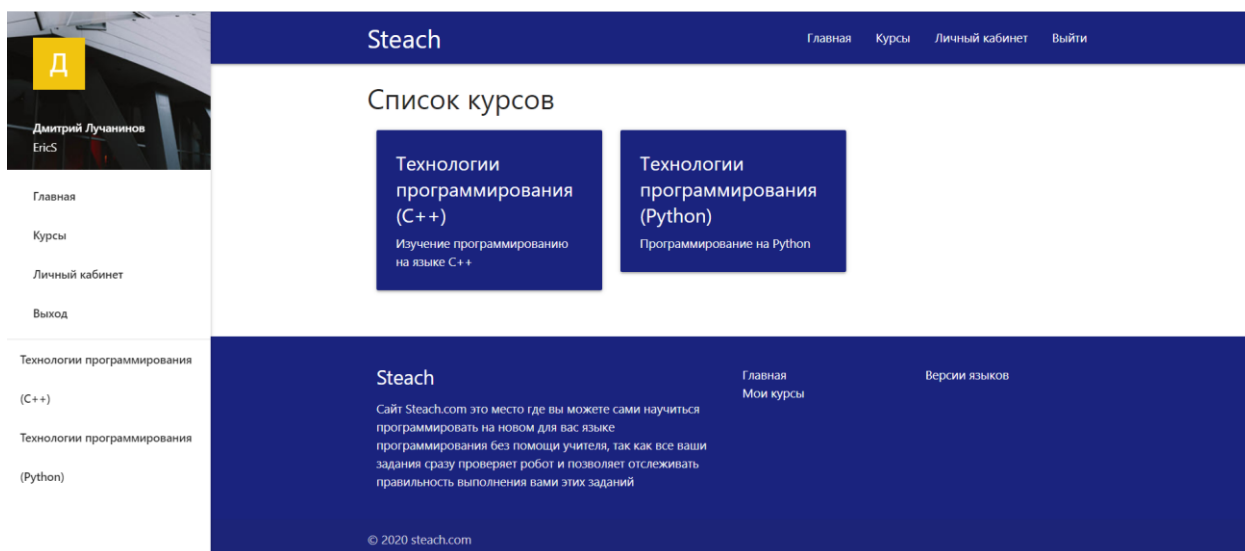 Д
Дмитрий Лучанинов
EricS
Главная
Курсы
Личный кабинет
Выход
Технологии программирования
(C++)
Технологии программирования
(Python)
Steach
Главная
Курсы
Личный кабинет
Выйти
Список курсов
Технологии
программирования
(C++)
Изучение программированию
на языке C++
Технологии
программирования
(Python)
Программирование на Python
Steach
Сайт Steach.com это место где вы можете сами научиться
программировать на новом для вас языке
программирования без помощи учителя, так как все ваши
задания сразу проверяет робот и позволяет отслеживать
правильность выполнения вами этих заданий
Главная
Мои курсы
Версии языков
© 2020 steach.com